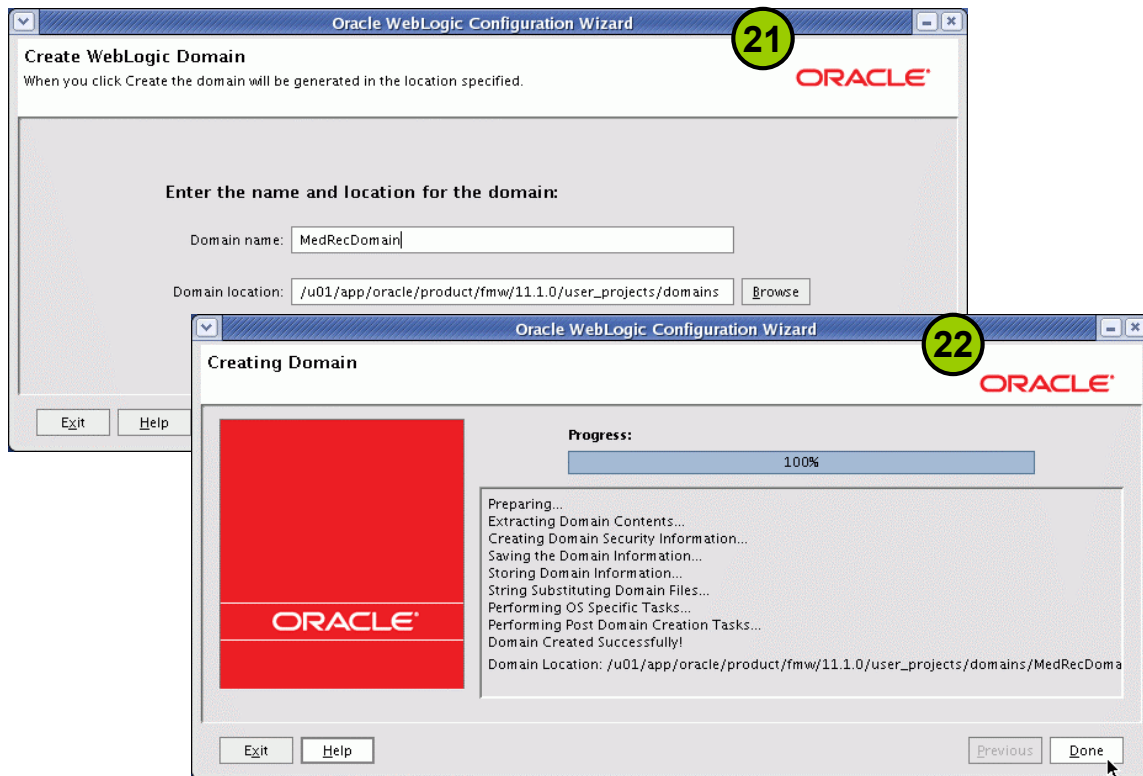 Oracle WebLogic Configuration Wizard
21
Create WebLogic Domain
When you click Create the domain will be generated in the location specified.
ORACLE
Enter the name and location for the domain:
Domain name: MedRecDomain
Domain location: /u01/app/oracle/product/fmw/11.1.0/user_projects/domains Browse
Exit Help
Oracle WebLogic Configuration Wizard
22
Creating Domain
ORACLE
Progress:
100%
Preparing...
Extracting Domain Contents...
Creating Domain Security Information...
Saving the Domain Information...
Storing Domain Information...
String Substituting Domain Files...
Performing OS Specific Tasks...
Performing Post Domain Creation Tasks...
Domain Created Successfully!
Domain Location: /u01/app/oracle/product/fmw/11.1.0/user_projects/domains/MedRecDoma
ORACLE
Exit Help Previous Done